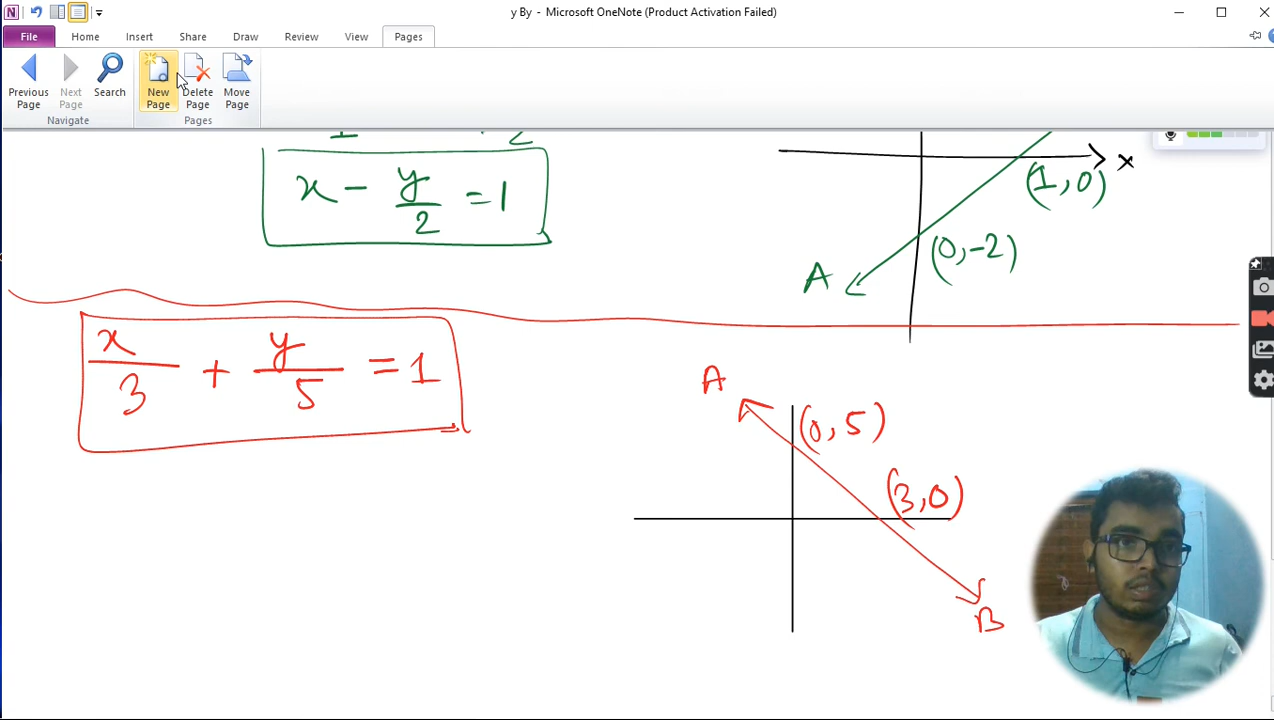 y By - Microsoft OneNote (Product Activation Failed)
File Home Insert Share Draw Review View Pages
Previous Page Next Page Search New Page Delete Page Move Page
Navigate Pages
x - y/2 = 1
x
(1, 0)
(0, -2)
A
x/3 + y/5 = 1
A
(0, 5)
(3, 0)
B